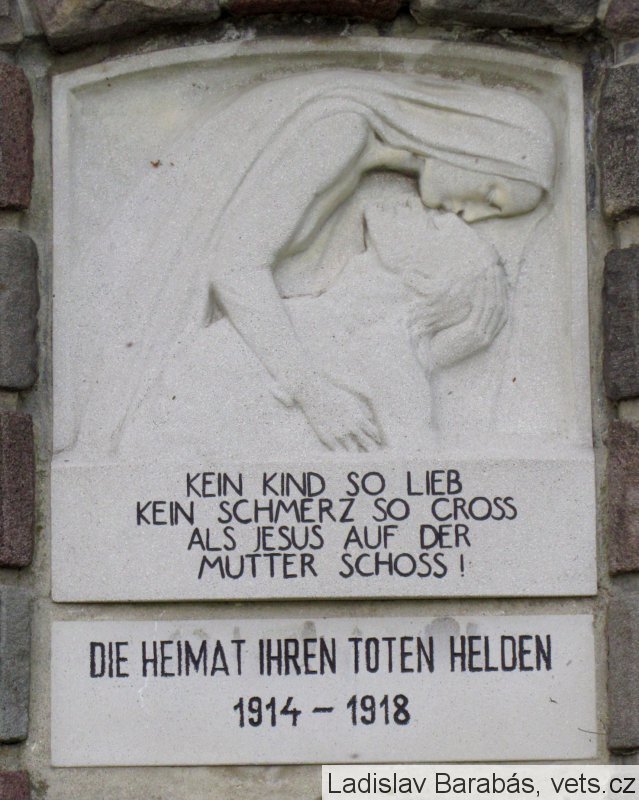 KEIN KIND SO LIEB
KEIN SCHMERZ SO CROSS
ALS JESUS AUF DER
MUTTER SCHOSS!
DIE HEIMAT IHREN TOTEN HELDEN
1914 – 1918
Ladislav Barabás, vets.cz